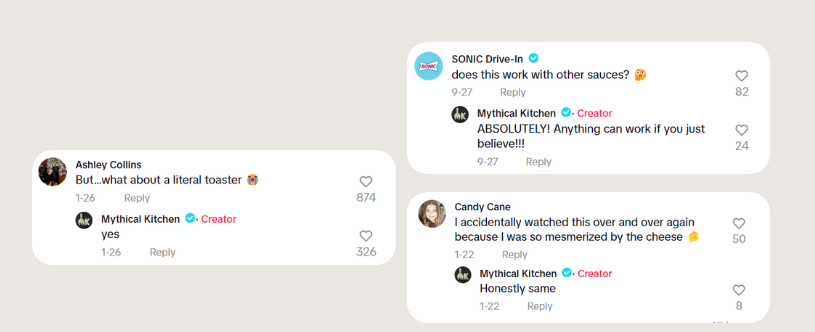 Ashley Collins
But...what about a literal toaster
1-26 Reply
874
Mythical Kitchen · Creator
yes
1-26 Reply
326
SONIC Drive-In
does this work with other sauces? 🤔
9-27 Reply
82
Mythical Kitchen · Creator
ABSOLUTELY! Anything can work if you just
believe!!!
9-27 Reply
24
Candy Cane
I accidentally watched this over and over again
because I was so mesmerized by the cheese 🫠
1-22 Reply
50
Mythical Kitchen · Creator
Honestly same
1-22 Reply
8
SONIC
MK
MK
MK